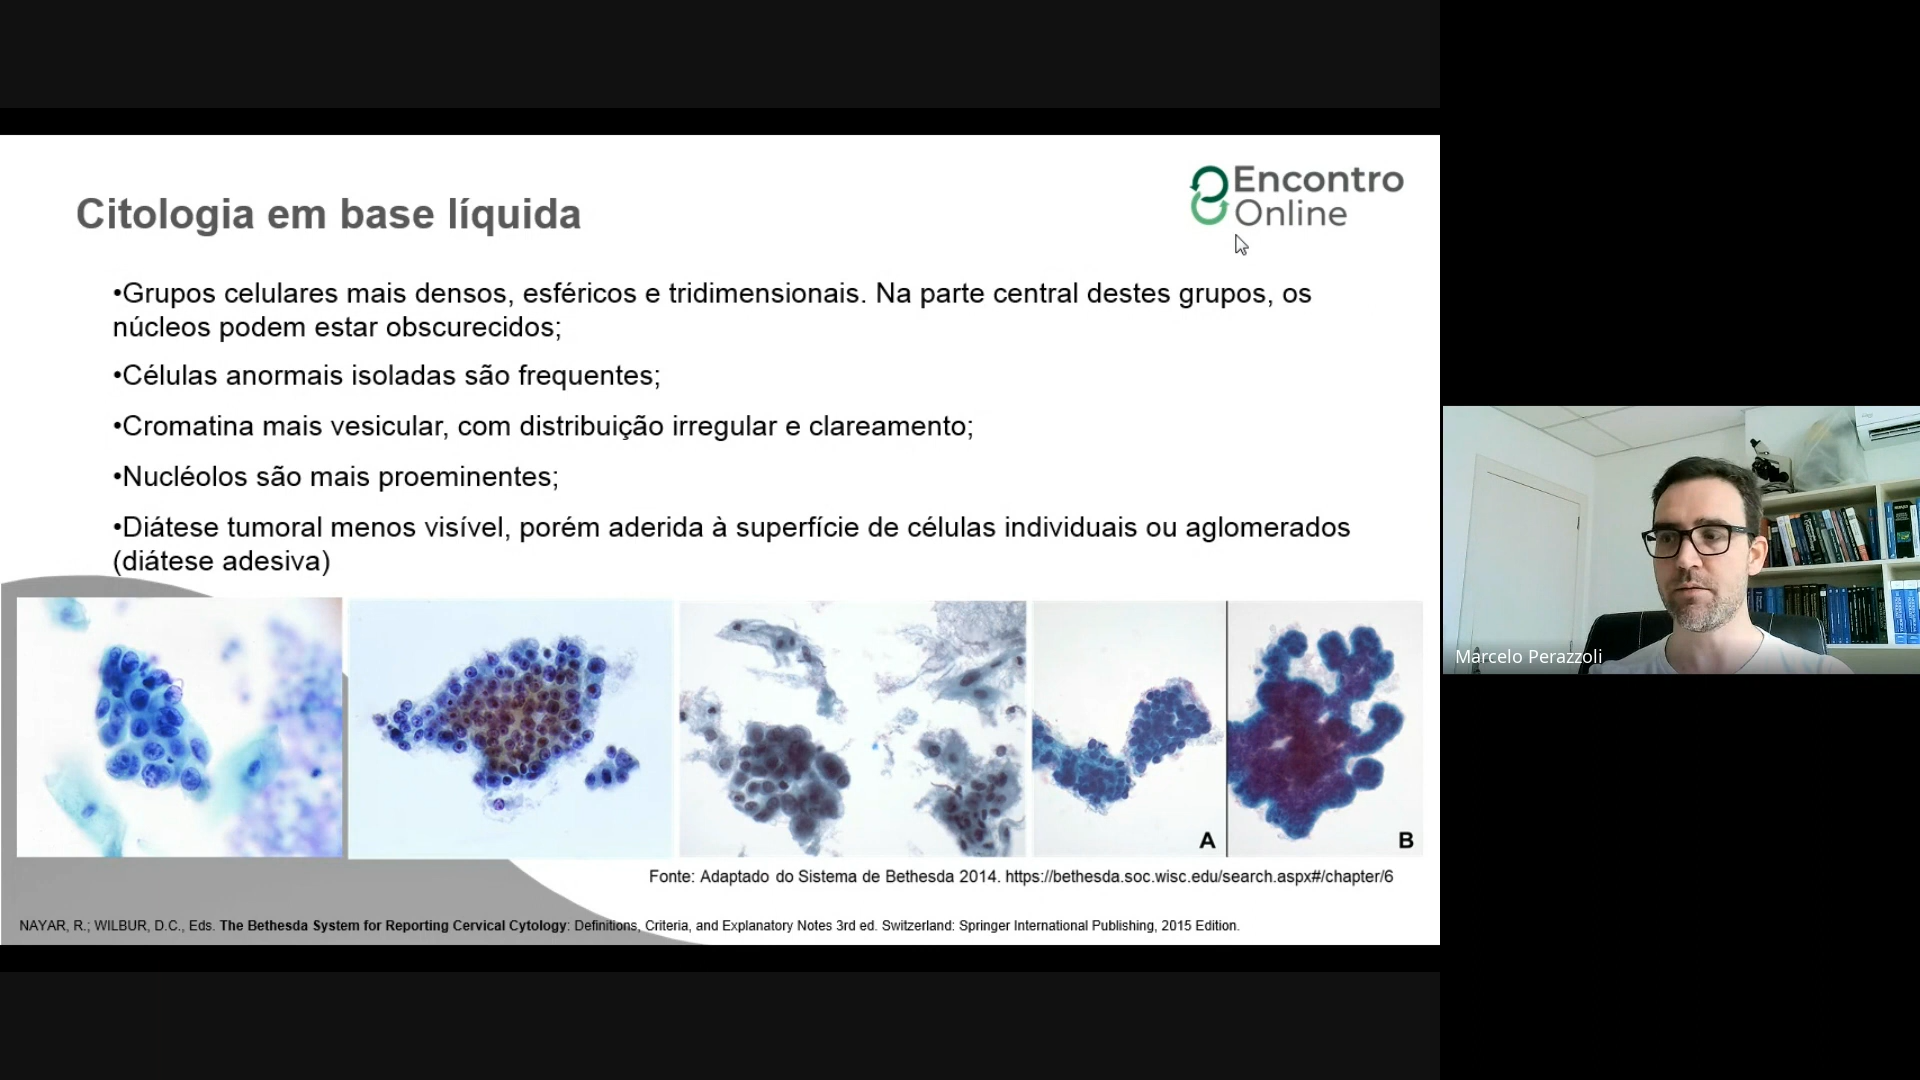 Encontro
Online
Citologia em base líquida
•Grupos celulares mais densos, esféricos e tridimensionais. Na parte central destes grupos, os
núcleos podem estar obscurecidos;
•Células anormais isoladas são frequentes;
•Cromatina mais vesicular, com distribuição irregular e clareamento;
•Nucléolos são mais proeminentes;
•Diátese tumoral menos visível, porém aderida à superfície de células individuais ou aglomerados
(diátese adesiva)
Marcelo Perazzoli
A
B
Fonte: Adaptado do Sistema de Bethesda 2014. https://bethesda.soc.wisc.edu/search.aspx#/chapter/6
NAYAR, R.; WILBUR, D.C., Eds. The Bethesda System for Reporting Cervical Cytology: Definitions, Criteria, and Explanatory Notes 3rd ed. Switzerland: Springer International Publishing, 2015 Edition.